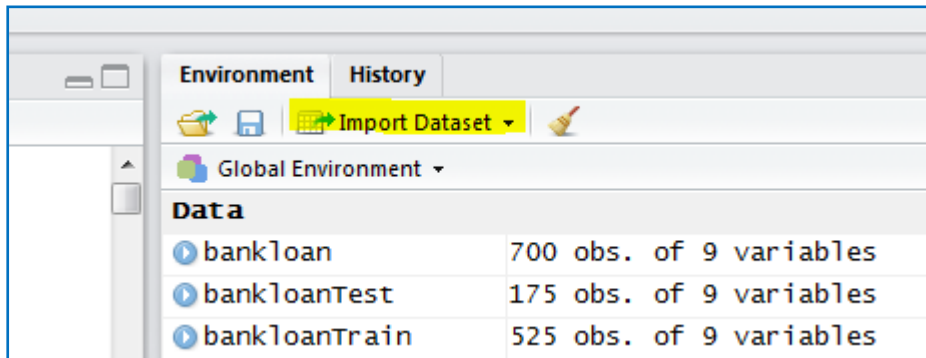 Environment History
Import Dataset
Global Environment
Data
bankloan 700 obs. of 9 variables
bankloanTest 175 obs. of 9 variables
bankloanTrain 525 obs. of 9 variables